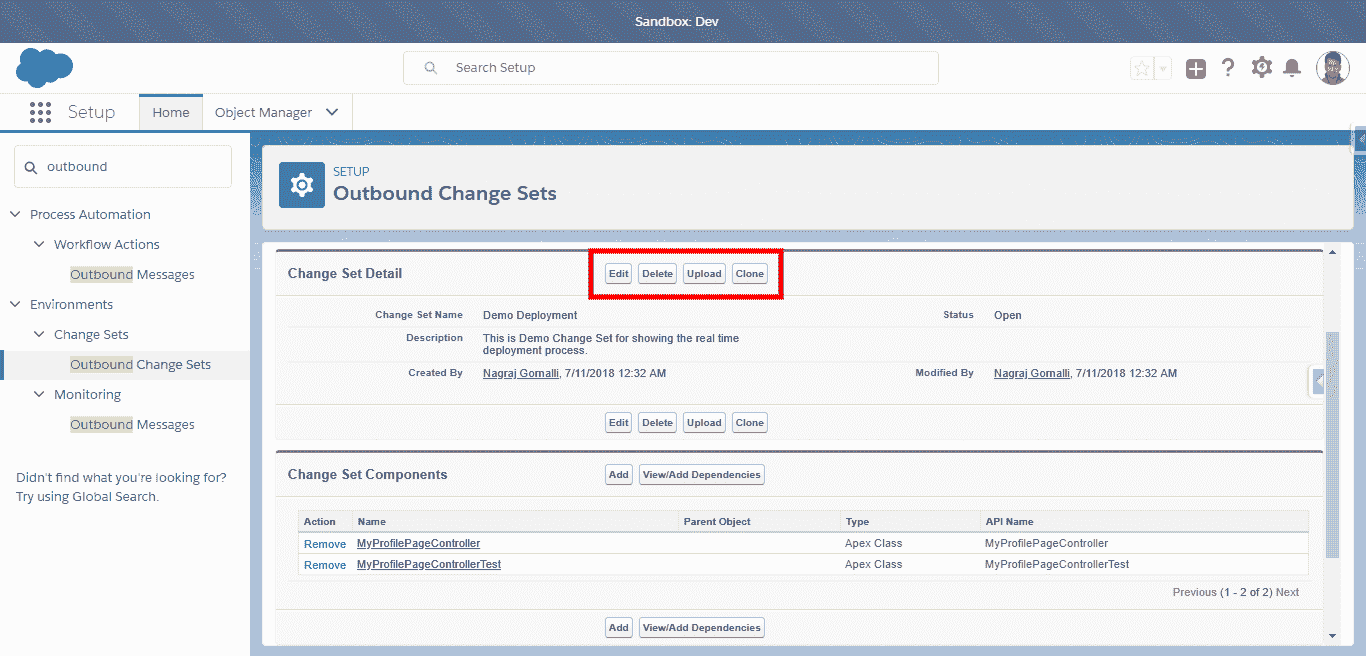 Sandbox: Dev
Search Setup
Setup
Home
Object Manager
outbound
Process Automation
Workflow Actions
Outbound Messages
Environments
Change Sets
Outbound Change Sets
Monitoring
Outbound Messages
Didn't find what you're looking for?
Try using Global Search.
SETUP
Outbound Change Sets
Change Set Detail
Edit Delete Upload Clone
Change Set Name Demo Deployment Status Open
Description This is Demo Change Set for showing the real time
deployment process.
Created By Nagraj Gornalli, 7/11/2018 12:32 AM Modified By Nagraj Gornalli, 7/11/2018 12:32 AM
Edit Delete Upload Clone
Change Set Components Add View/Add Dependencies
Action Name Parent Object Type API Name
Remove MyProfilePageController Apex Class MyProfilePageController
Remove MyProfilePageControllerTest Apex Class MyProfilePageControllerTest
Previous (1 - 2 of 2) Next
Add View/Add Dependencies